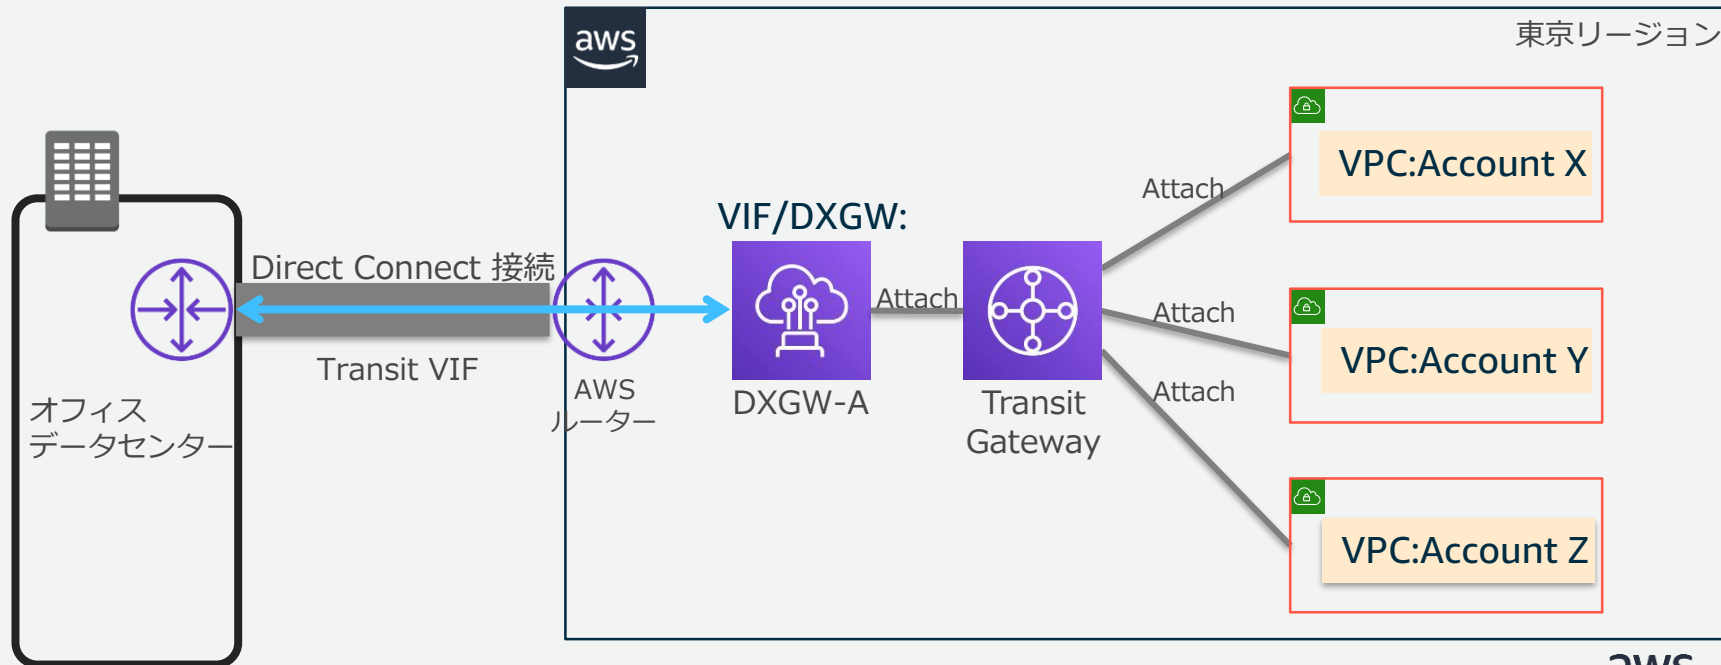 aws
東京リージョン
VPC:Account X
Attach
VIF/DXGW:
Direct Connect 接続
Attach
Attach
VPC:Account Y
Transit VIF
AWS
ルーター
DXGW-A
Transit
Gateway
Attach
オフィス
データセンター
VPC:Account Z
aws